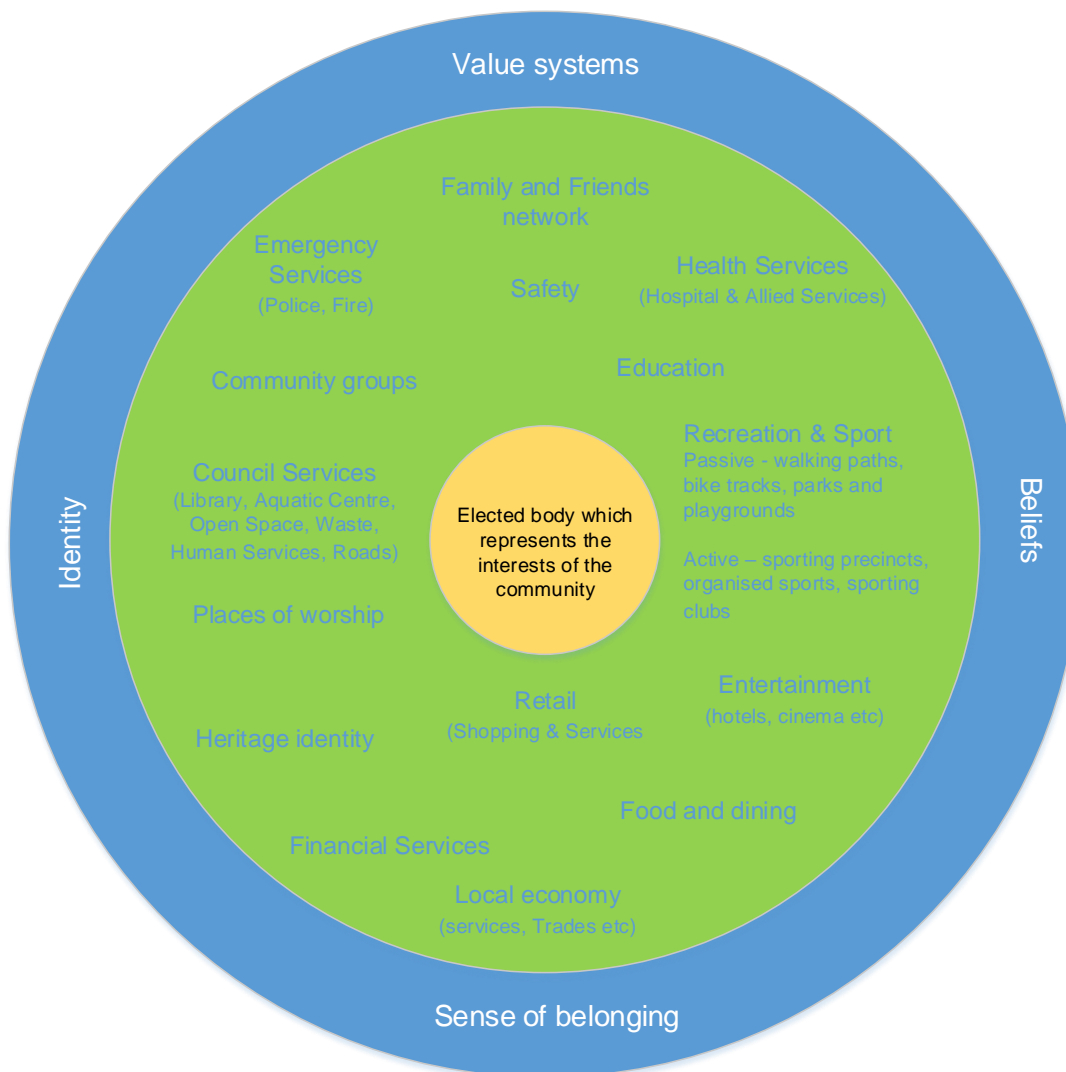 Value systems
Family and Friends
network
Emergency
Services
(Police, Fire)
Safety
Health Services
(Hospital & Allied Services)
Community groups
Education
Recreation & Sport
Passive - walking paths,
bike tracks, parks and
playgrounds
Active – sporting precincts,
organised sports, sporting
clubs
Council Services
(Library, Aquatic Centre,
Open Space, Waste,
Human Services, Roads)
Identity
Elected body which
represents the
interests of the
community
Beliefs
Places of worship
Retail
(Shopping & Services
Entertainment
(hotels, cinema etc)
Heritage identity
Food and dining
Financial Services
Local economy
(services, Trades etc)
Sense of belonging